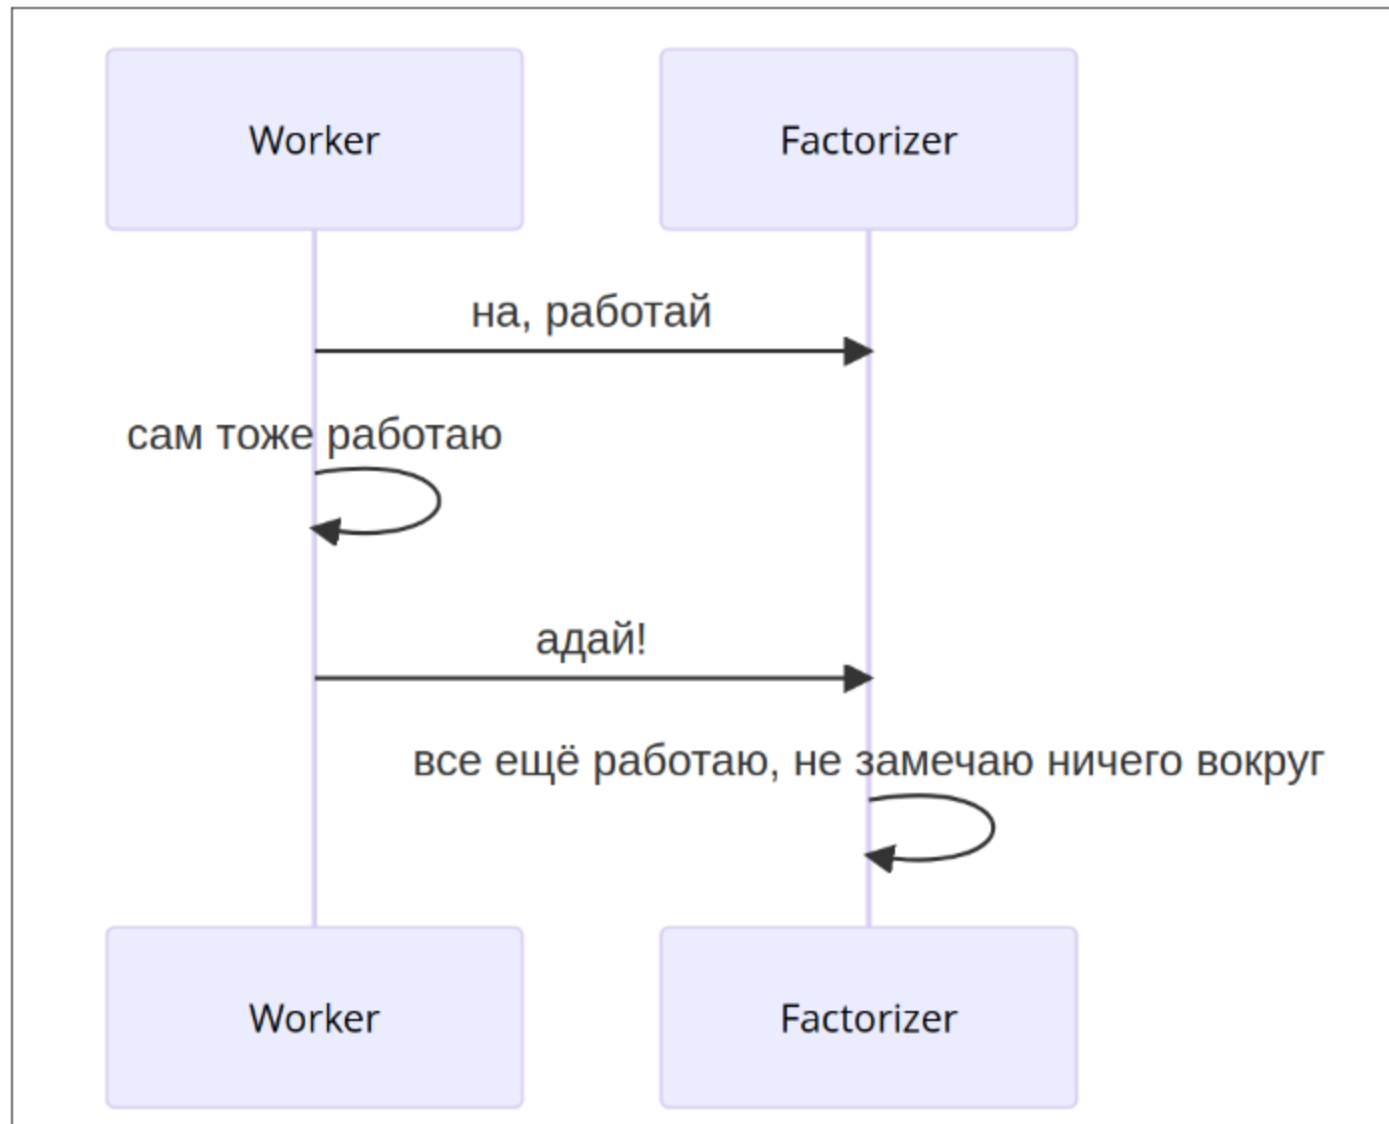 Worker
Factorizer
на, работай
сам тоже работаю
адай!
все ещё работаю, не замечаю ничего вокруг
Worker
Factorizer